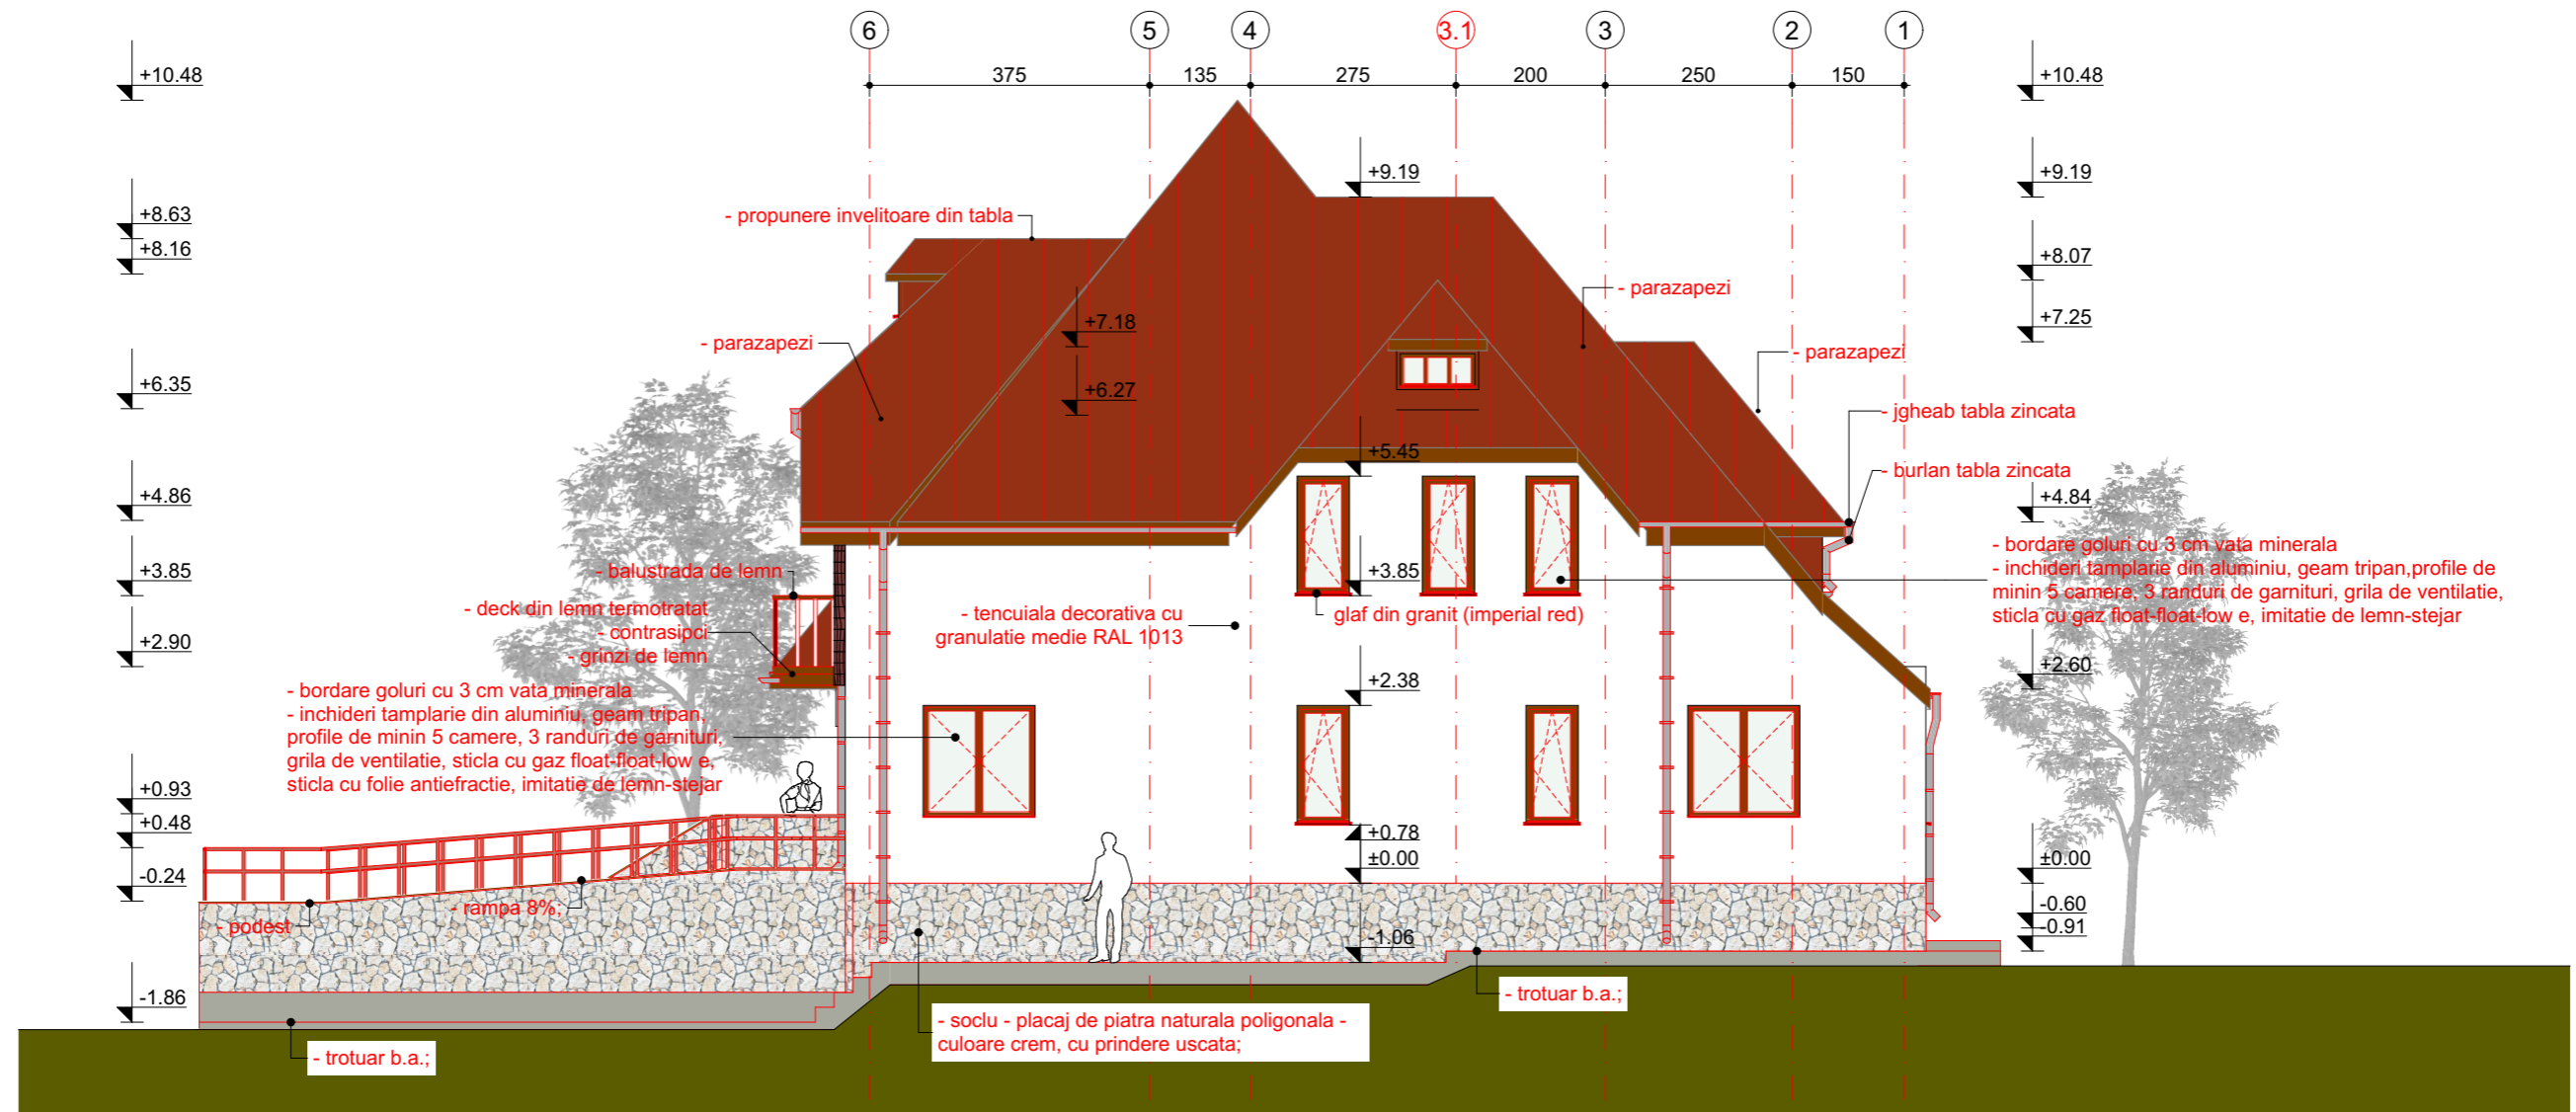 6 5 4 3.1 3 2 1
375 135 275 200 250 150
+10.48
+8.63
+8.16
+6.35
+4.86
+3.85
+2.90
+0.93
+0.48
-0.24
-1.86
- propunere invelitoare din tabla
- parazapezi
+7.18
+6.27
- balustrada de lemn
- deck din lemn termotratat
- contrasipci
- grinzi de lemn
- bordare goluri cu 3 cm vata minerala
- inchideri tamplarie din aluminiu, geam tripan,
profile de minin 5 camere, 3 randuri de garnituri,
grila de ventilatie, sticla cu gaz float-float-low e,
sticla cu folie antiefractie, imitatie de lemn-stejar
- podest
- rampa 8%;
- trotuar b.a.;
- tencuiala decorativa cu
granulatie medie RAL 1013
+9.19
+5.45
+3.85
glaf din granit (imperial red)
+2.38
+0.78
±0.00
-1.06
- soclu - placaj de piatra naturala poligonala -
culoare crem, cu prindere uscata;
- trotuar b.a.;
- parazapezi
- parazapezi
- jgheab tabla zincata
- burlan tabla zincata
- bordare goluri cu 3 cm vata minerala
- inchideri tamplarie din aluminiu, geam tripan,profile de
minin 5 camere, 3 randuri de garnituri, grila de ventilatie,
sticla cu gaz float-float-low e, imitatie de lemn-stejar
+10.48
+9.19
+8.07
+7.25
+4.84
+2.60
±0.00
-0.60
-0.91